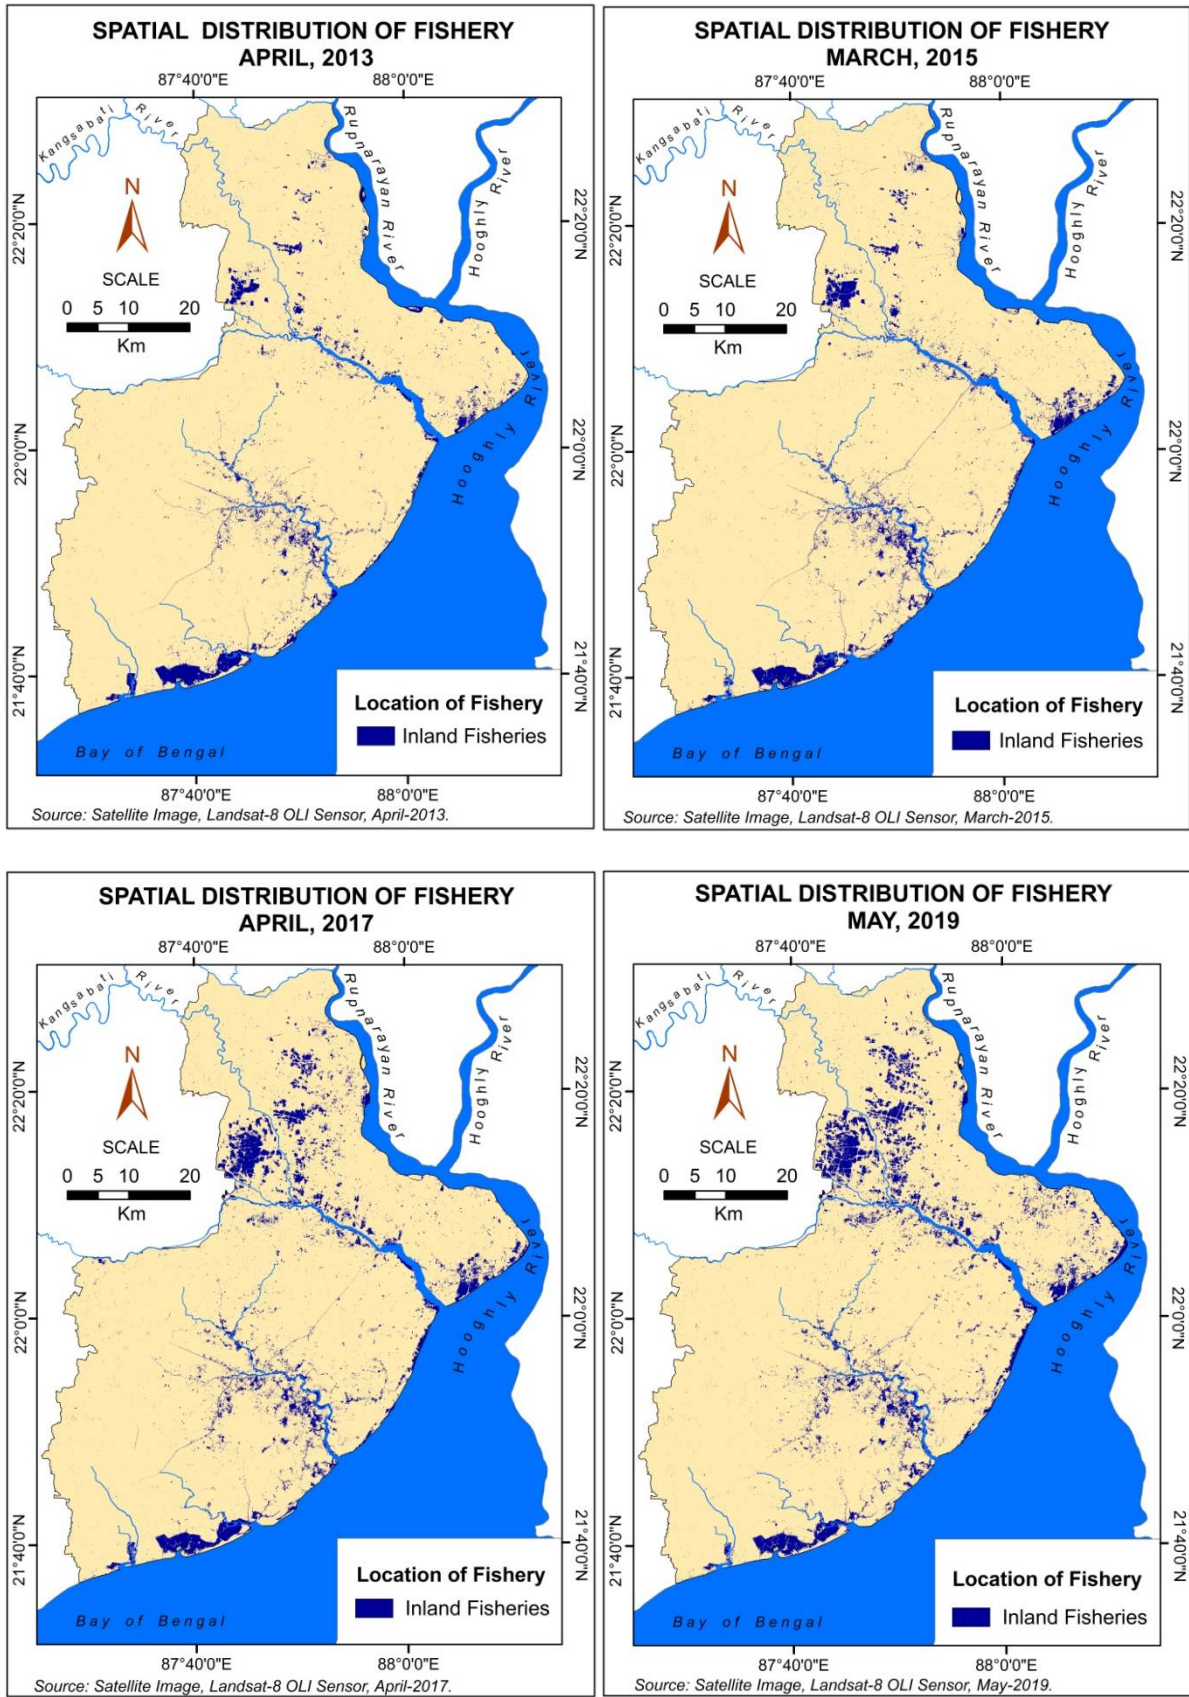 SPATIAL DISTRIBUTION OF FISHERY
APRIL, 2013
87°40'0"E 88°0'0"E
Kangsabati River
Rupnarayan River
Hooghly River
N
22°20'0"N 22°20'0"N
SCALE
0 5 10 20
Km
Hooghly River
22°0'0"N 22°0'0"N
21°40'0"N 21°40'0"N
Location of Fishery
Inland Fisheries
Bay of Bengal
87°40'0"E 88°0'0"E
Source: Satellite Image, Landsat-8 OLI Sensor, April-2013.
SPATIAL DISTRIBUTION OF FISHERY
MARCH, 2015
87°40'0"E 88°0'0"E
Kangsabati River
Rupnarayan River
Hooghly River
N
22°20'0"N 22°20'0"N
SCALE
0 5 10 20
Km
Hooghly River
22°0'0"N 22°0'0"N
21°40'0"N 21°40'0"N
Location of Fishery
Inland Fisheries
Bay of Bengal
87°40'0"E 88°0'0"E
Source: Satellite Image, Landsat-8 OLI Sensor, March-2015.
SPATIAL DISTRIBUTION OF FISHERY
APRIL, 2017
87°40'0"E 88°0'0"E
Kangsabati River
Rupnarayan River
Hooghly River
N
22°20'0"N 22°20'0"N
SCALE
0 5 10 20
Km
Hooghly River
22°0'0"N 22°0'0"N
21°40'0"N 21°40'0"N
Location of Fishery
Inland Fisheries
Bay of Bengal
87°40'0"E 88°0'0"E
Source: Satellite Image, Landsat-8 OLI Sensor, April-2017.
SPATIAL DISTRIBUTION OF FISHERY
MAY, 2019
87°40'0"E 88°0'0"E
Kangsabati River
Rupnarayan River
Hooghly River
N
22°20'0"N 22°20'0"N
SCALE
0 5 10 20
Km
Hooghly River
22°0'0"N 22°0'0"N
21°40'0"N 21°40'0"N
Location of Fishery
Inland Fisheries
Bay of Bengal
87°40'0"E 88°0'0"E
Source: Satellite Image, Landsat-8 OLI Sensor, May-2019.